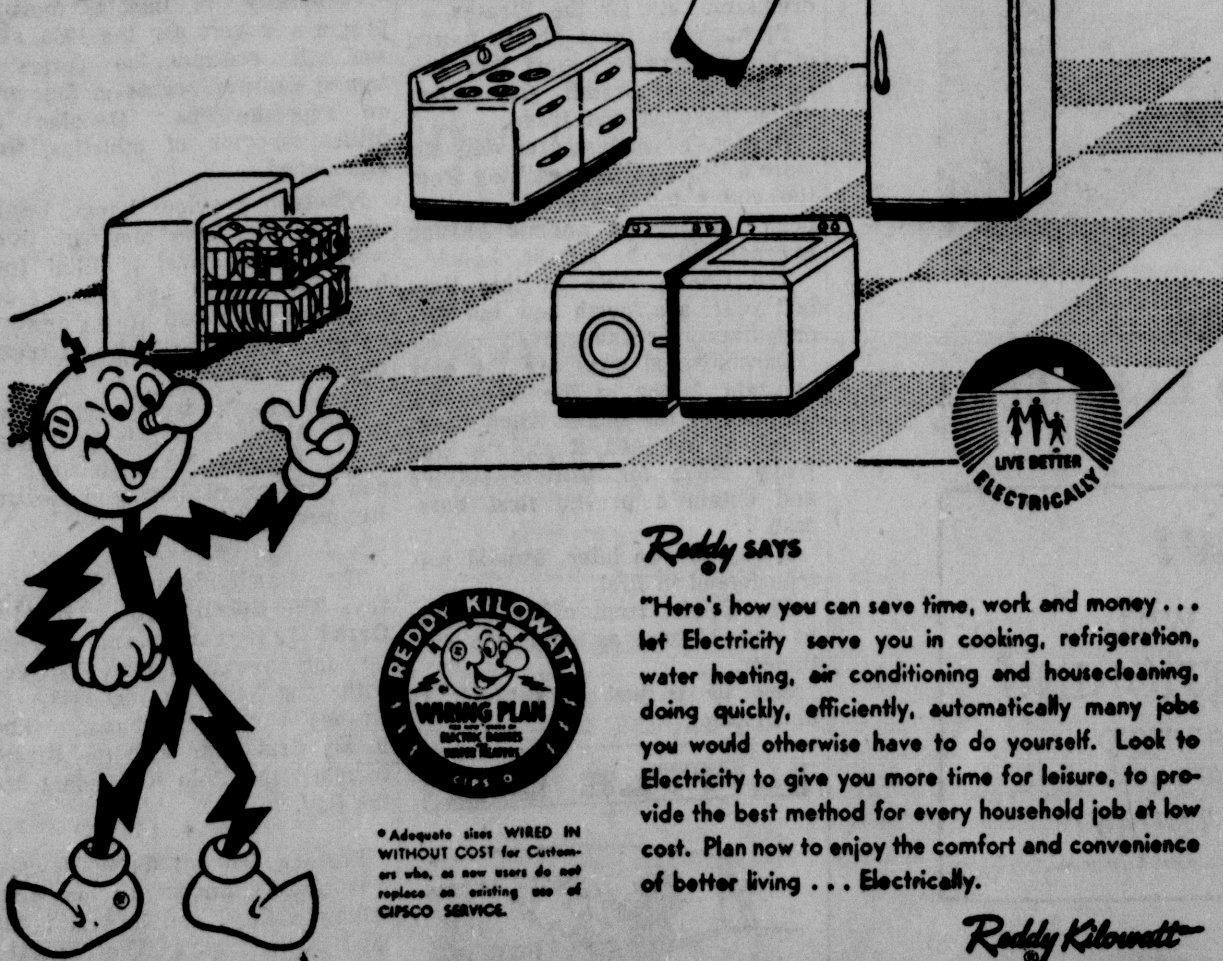 LIVE BETTER
ELECTRICALLY
Reddy SAYS
®
"Here's how you can save time, work and money . . .
let Electricity serve you in cooking, refrigeration,
water heating, air conditioning and housecleaning,
doing quickly, efficiently, automatically many jobs
you would otherwise have to do yourself. Look to
Electricity to give you more time for leisure, to pro-
vide the best method for every household job at low
cost. Plan now to enjoy the comfort and convenience
of better living . . . Electrically.
Reddy Kilowatt
®
REDDY KILOWATT
WIRING PLAN
ELECTRIC RANGES
WATER HEATERS
CIPSCO
*Adequate sizes WIRED IN
WITHOUT COST for Custom-
ers who, as new users do not
replace an existing use of
CIPSCO SERVICE.
®